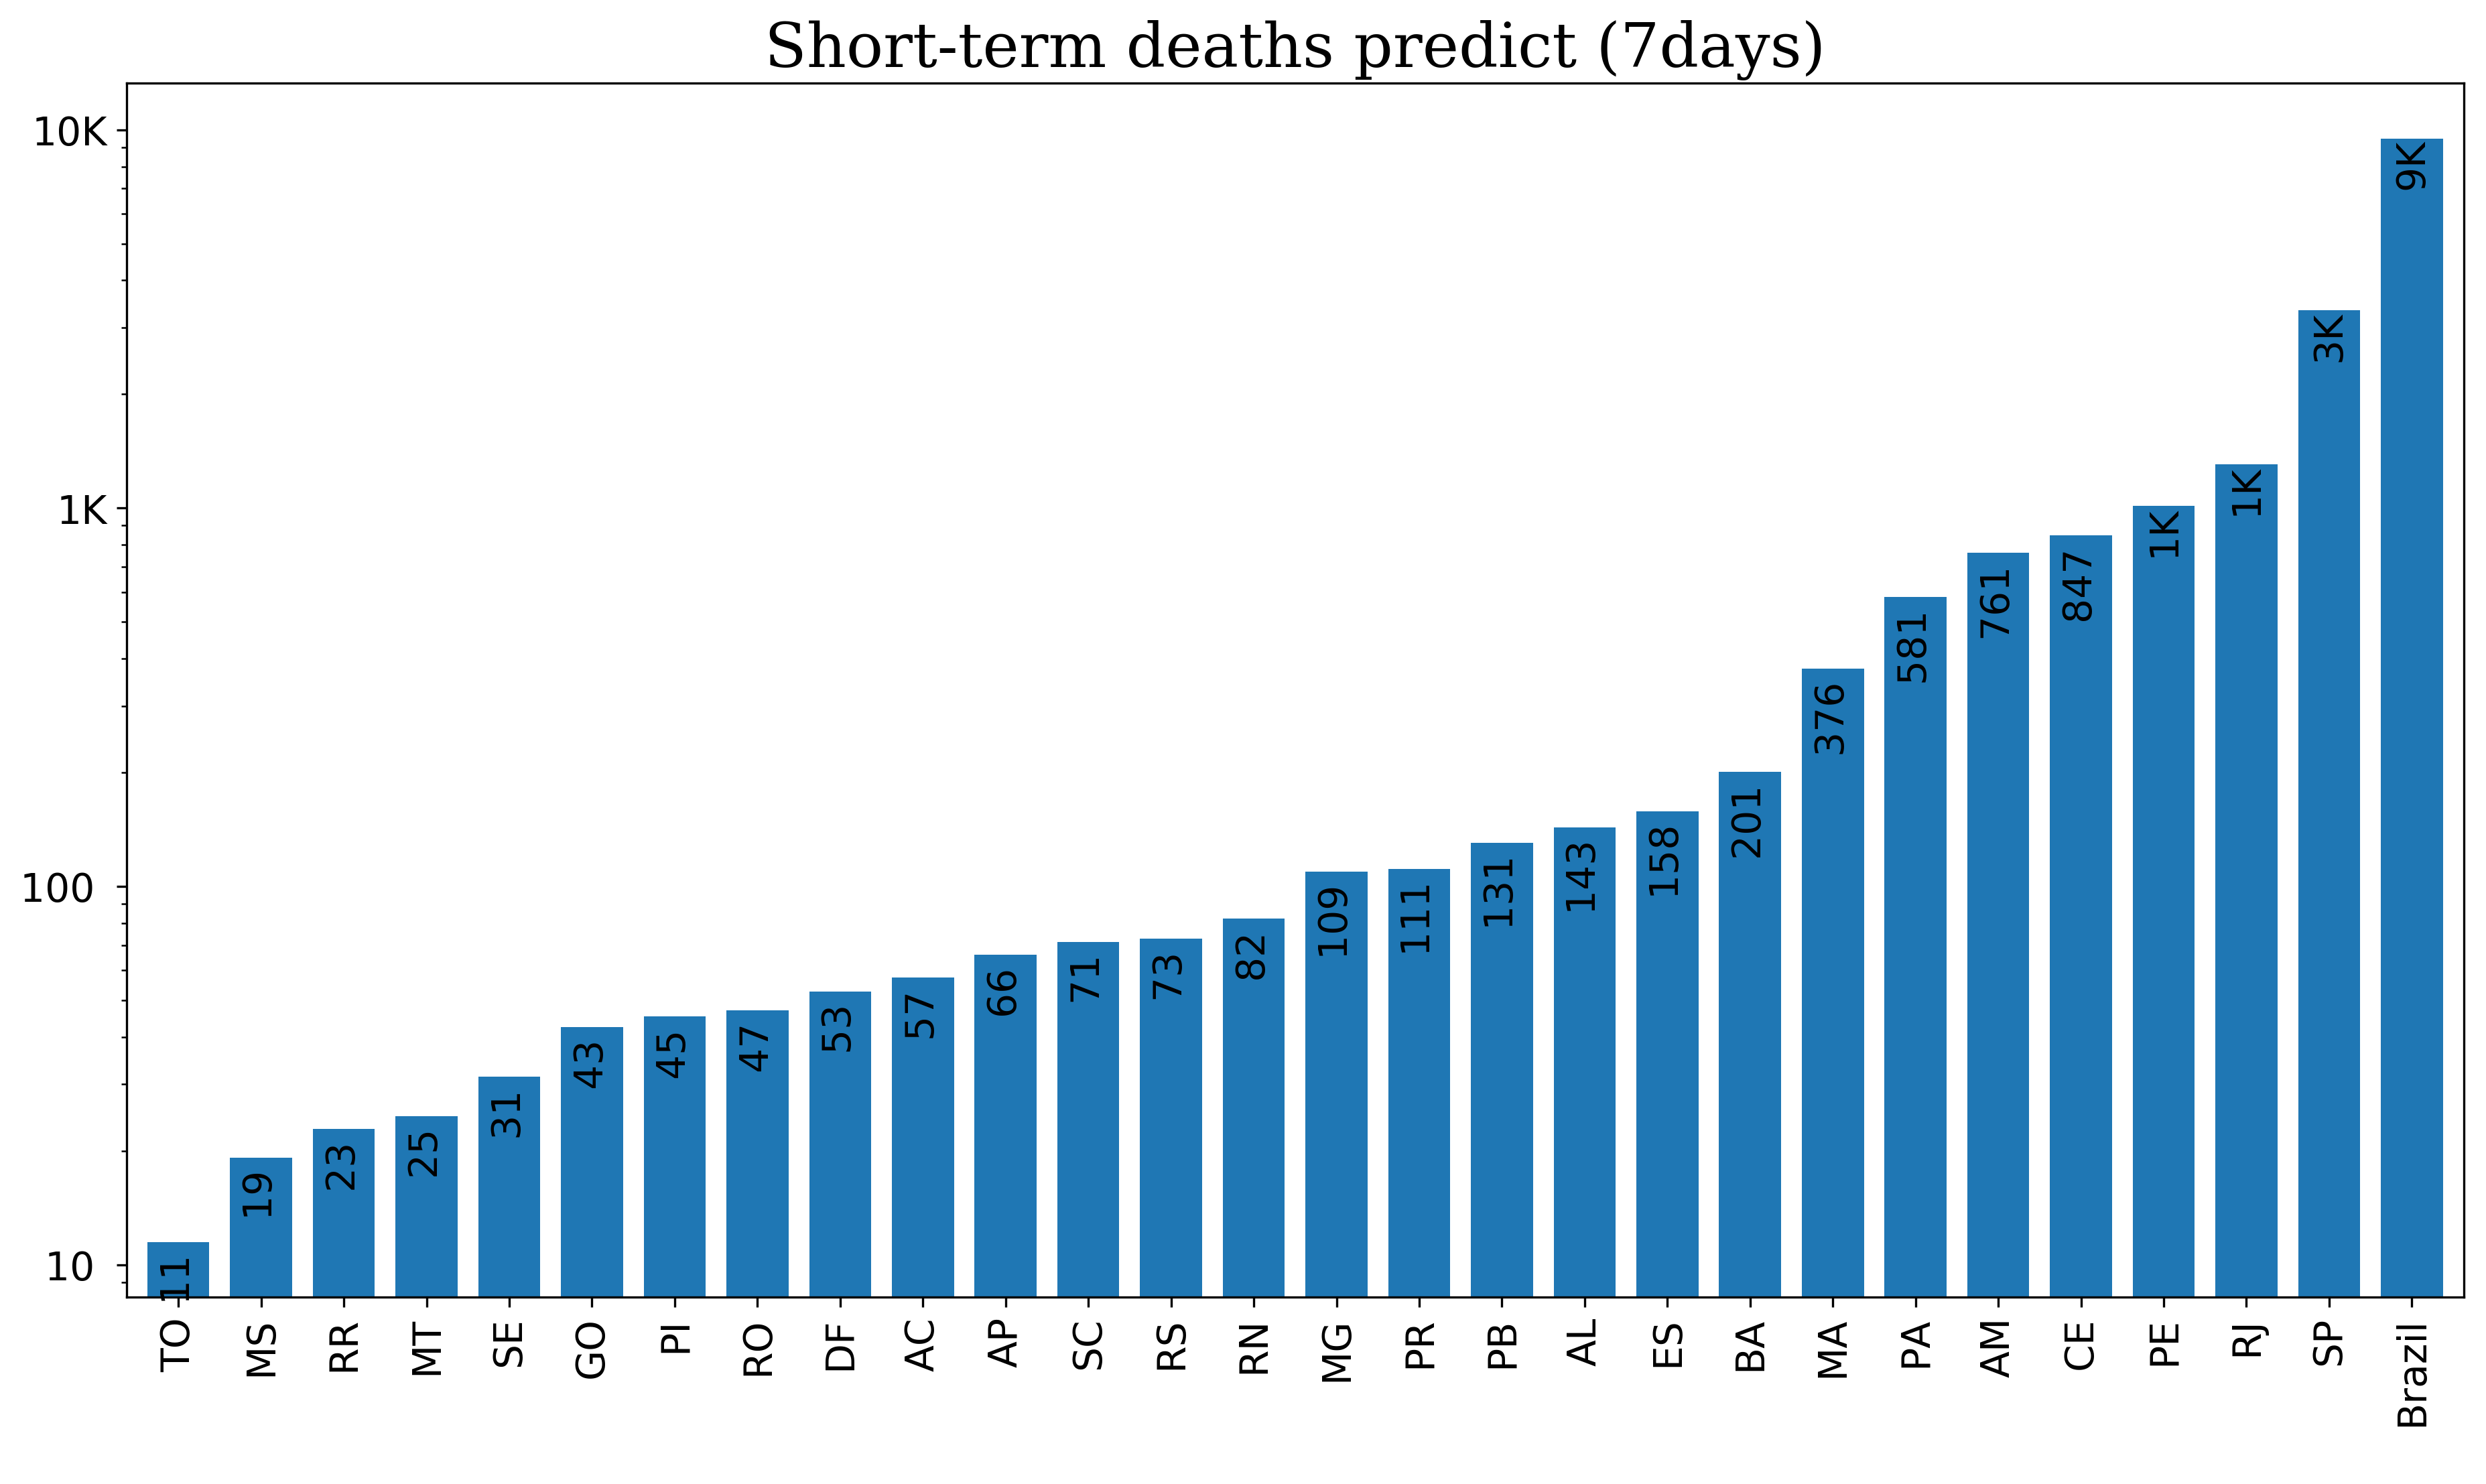 Short-term deaths predict (7days)
10K
1K
100
10
11
19
23
25
31
43
45
47
53
57
66
71
73
82
109
111
131
143
158
201
376
581
761
847
1K
1K
3K
9K
TO
MS
RR
MT
SE
GO
PI
RO
DF
AC
AP
SC
RS
RN
MG
PR
PB
AL
ES
BA
MA
PA
AM
CE
PE
RJ
SP
Brazil